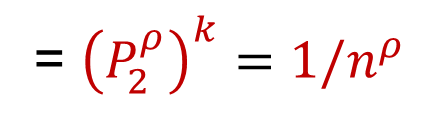 = (P₂^ρ)^k = 1/n^ρ